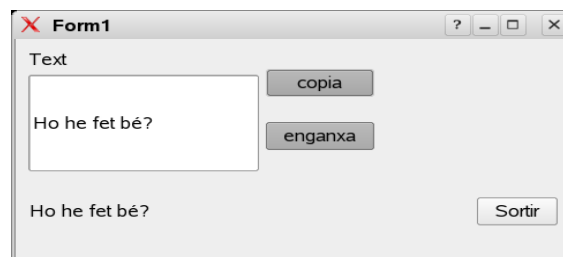 Form1
Text
copia
Ho he fet bé?
enganxa
Ho he fet bé?
Sortir